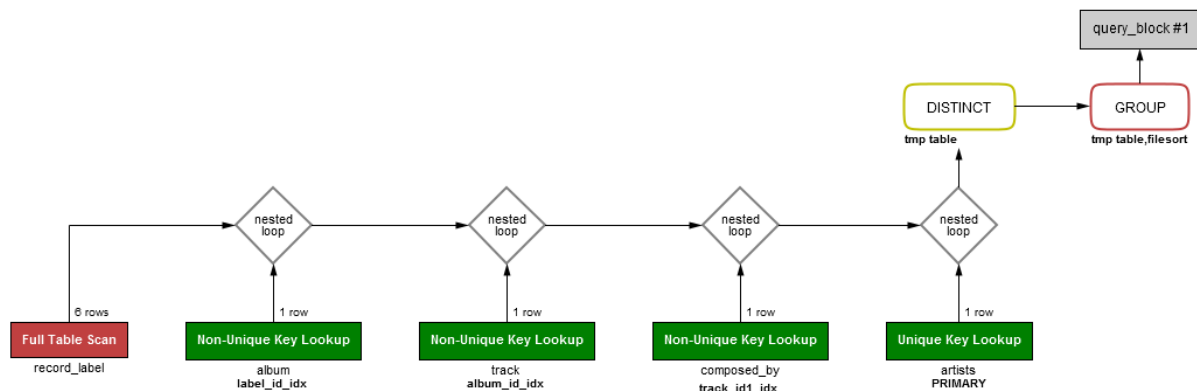 query_block #1
DISTINCT
GROUP
tmp table
tmp table,filesort
nested
loop
nested
loop
nested
loop
nested
loop
6 rows
1 row
1 row
1 row
1 row
Full Table Scan
Non-Unique Key Lookup
Non-Unique Key Lookup
Non-Unique Key Lookup
Unique Key Lookup
record_label
album
label_id_idx
track
album_id_idx
composed_by
track_id1_idx
artists
PRIMARY